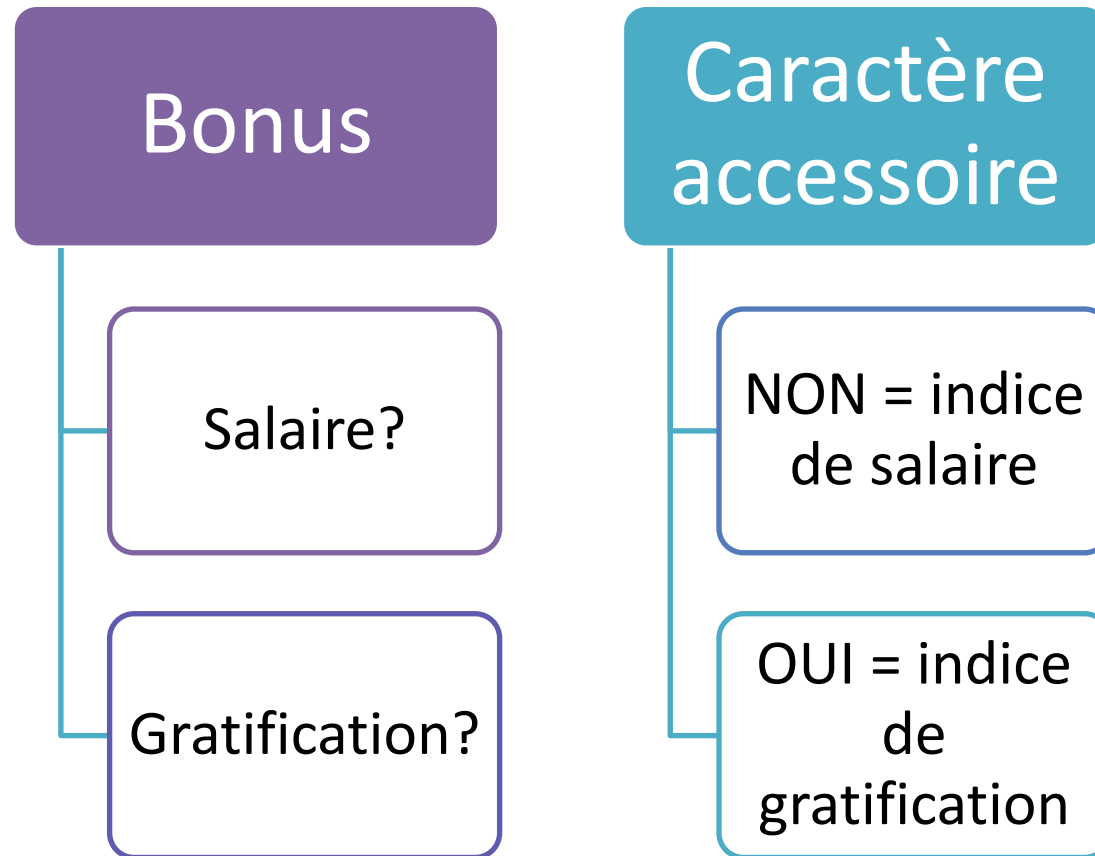 Bonus
Salaire?
Gratification?
Caractère
accessoire
NON = indice
de salaire
OUI = indice
de
gratification